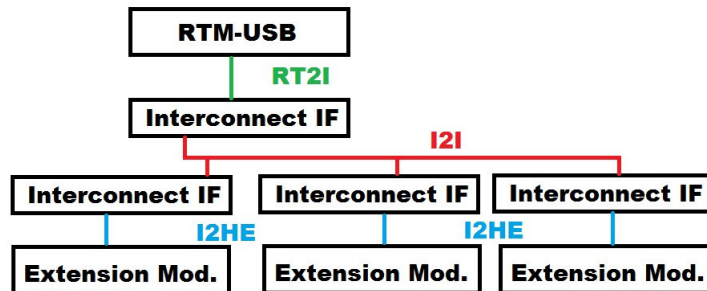 RTM-USB
RT2I
Interconnect IF
I2I
Interconnect IF Interconnect IF Interconnect IF
I2HE I2HE
Extension Mod. Extension Mod. Extension Mod.